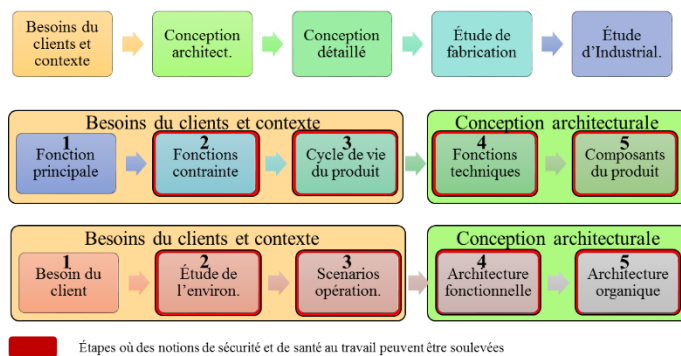 Besoins du
clients et
contexte
Conception
architect.
Conception
détaillé
Étude de
fabrication
Étude
d'Industrial.
Besoins du clients et contexte
Conception architecturale
1
Fonction
principale
2
Fonctions
contrainte
3
Cycle de vie
du produit
4
Fonctions
techniques
5
Composants
du produit
Besoins du clients et contexte
Conception architecturale
1
Besoin du
client
2
Étude de
l'environ.
3
Scenarios
opération.
4
Architecture
fonctionnelle
5
Architecture
organique
Étapes où des notions de sécurité et de santé au travail peuvent être soulevées